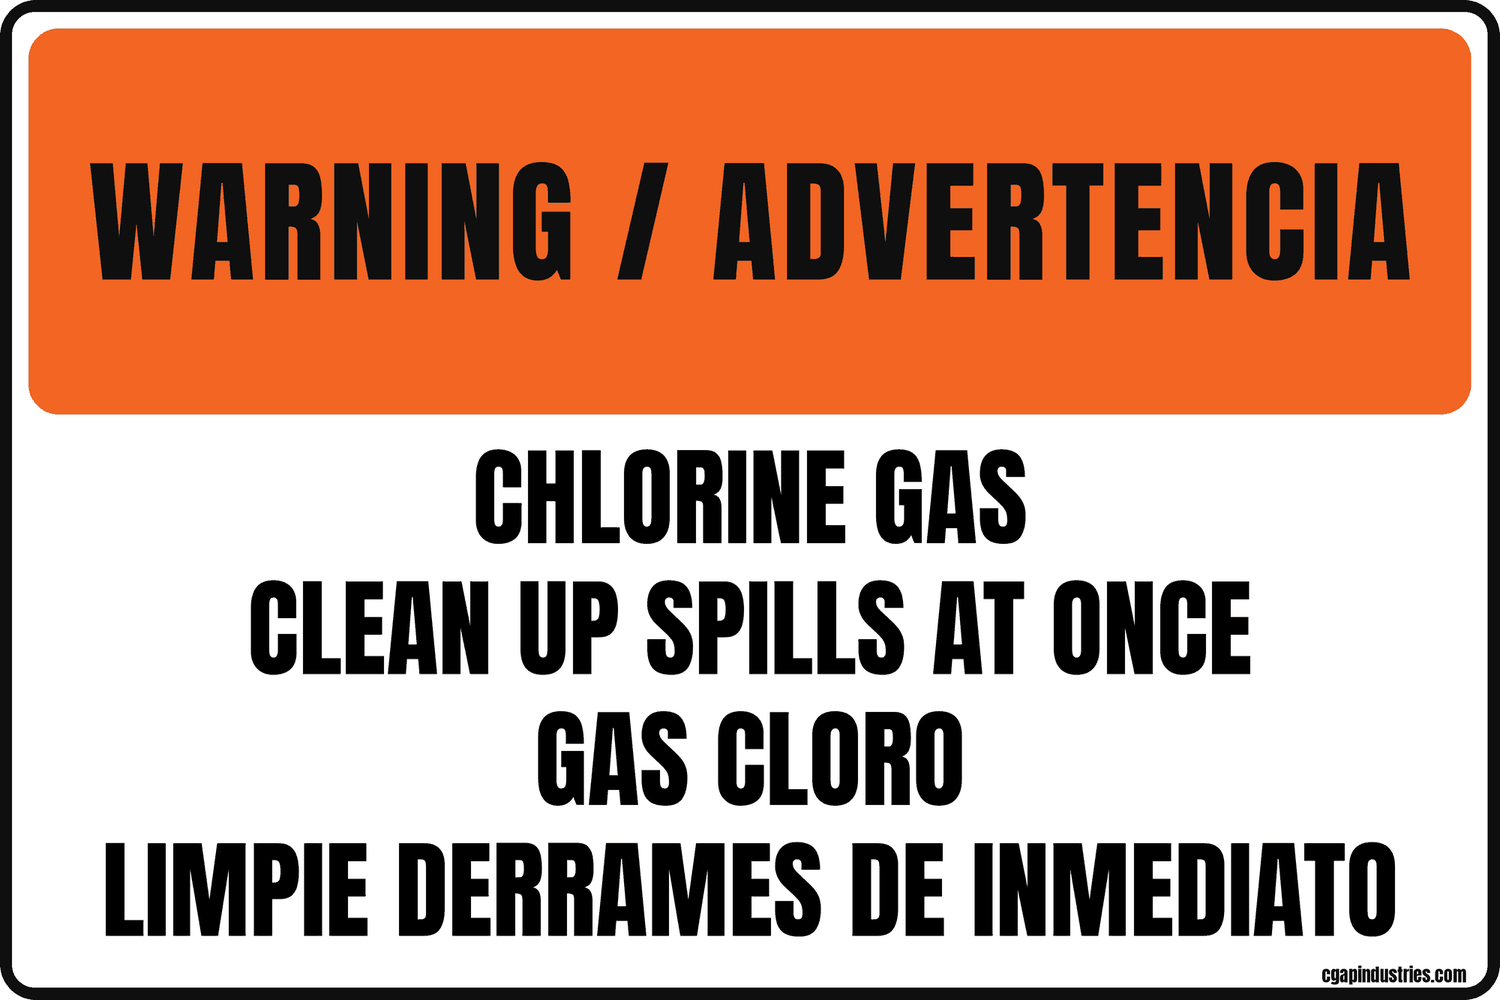 WARNING / ADVERTENCIA
CHLORINE GAS
CLEAN UP SPILLS AT ONCE
GAS CLORO
LIMPIE DERRAMES DE INMEDIATO
cgapindustries.com